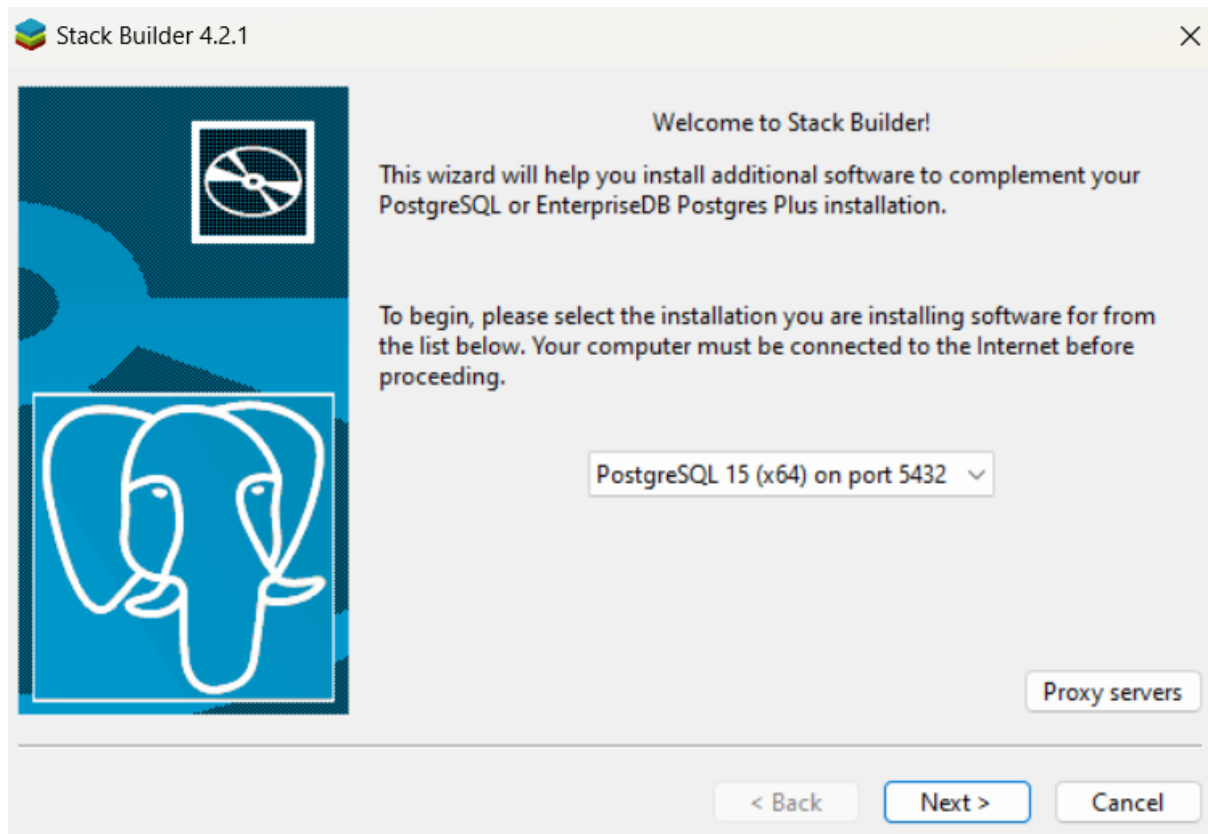 Stack Builder 4.2.1
Welcome to Stack Builder!
This wizard will help you install additional software to complement your
PostgreSQL or EnterpriseDB Postgres Plus installation.
To begin, please select the installation you are installing software for from
the list below. Your computer must be connected to the Internet before
proceeding.
PostgreSQL 15 (x64) on port 5432
Proxy servers
< Back
Next >
Cancel